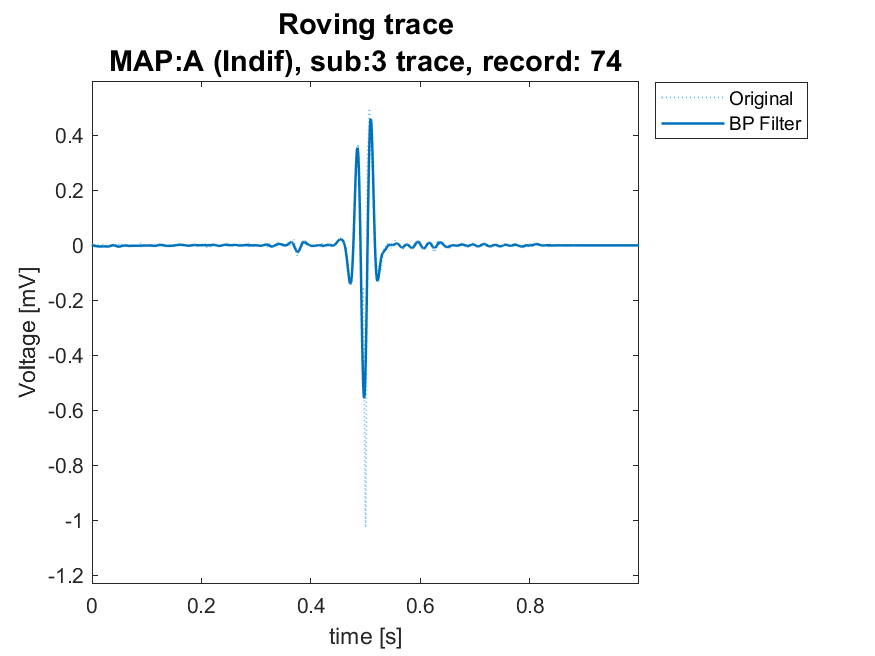 Roving trace
MAP:A (Indif), sub:3 trace, record: 74
Original
BP Filter
0.4
0.2
0
-0.2
-0.4
-0.6
-0.8
-1
-1.2
Voltage [mV]
0
0.2
0.4
0.6
0.8
time [s]